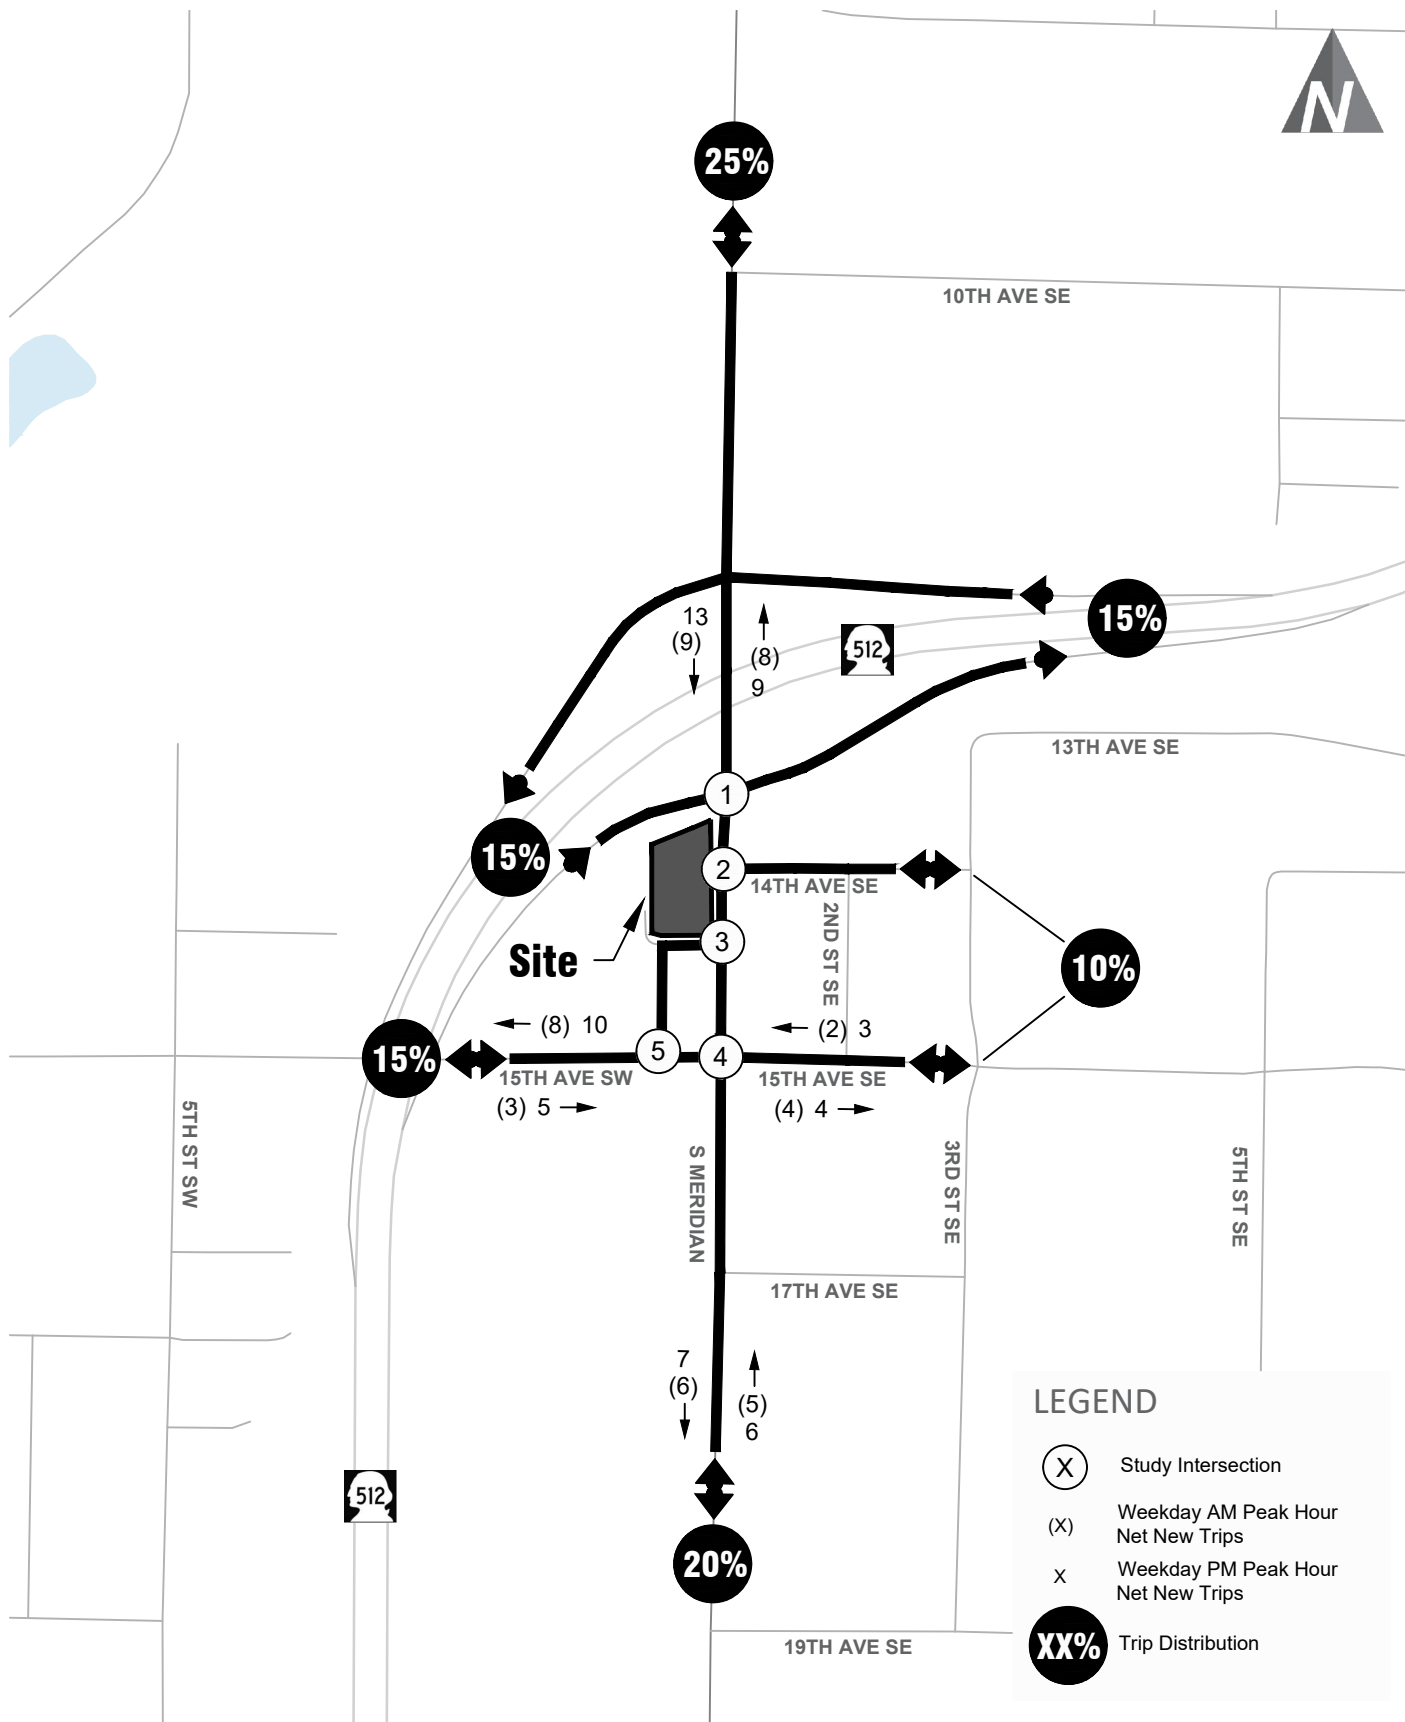 N
25%
10TH AVE SE
15%
13
(9)
(8)
9
512
13TH AVE SE
1
15%
2
14TH AVE SE
2ND ST SE
3
Site
10%
(8) 10
(2) 3
15%
5
4
15TH AVE SW
15TH AVE SE
(3) 5
(4) 4
5TH ST SW
S MERIDIAN
3RD ST SE
5TH ST SE
17TH AVE SE
7
(6)
(5)
6
512
20%
19TH AVE SE
LEGEND
X Study Intersection
(X) Weekday AM Peak Hour
Net New Trips
X Weekday PM Peak Hour
Net New Trips
XX% Trip Distribution